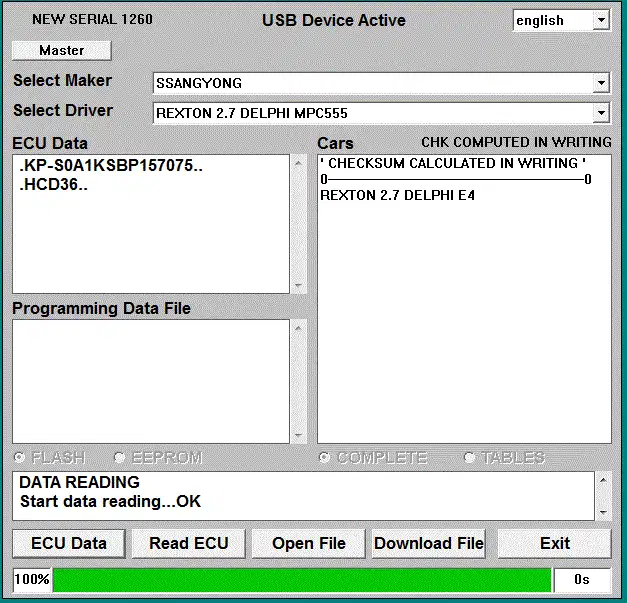 NEW SERIAL 1260
USB Device Active
english
Master
Select Maker
SSANGYONG
Select Driver
REXTON 2.7 DELPHI MPC555
ECU Data
Cars
CHK COMPUTED IN WRITING
.KP-S0A1KSBP157075..
.HCD36..
' CHECKSUM CALCULATED IN WRITING '
0————————————————0
REXTON 2.7 DELPHI E4
Programming Data File
FLASH
EEPROM
COMPLETE
TABLES
DATA READING
Start data reading...OK
ECU Data
Read ECU
Open File
Download File
Exit
100%
0s